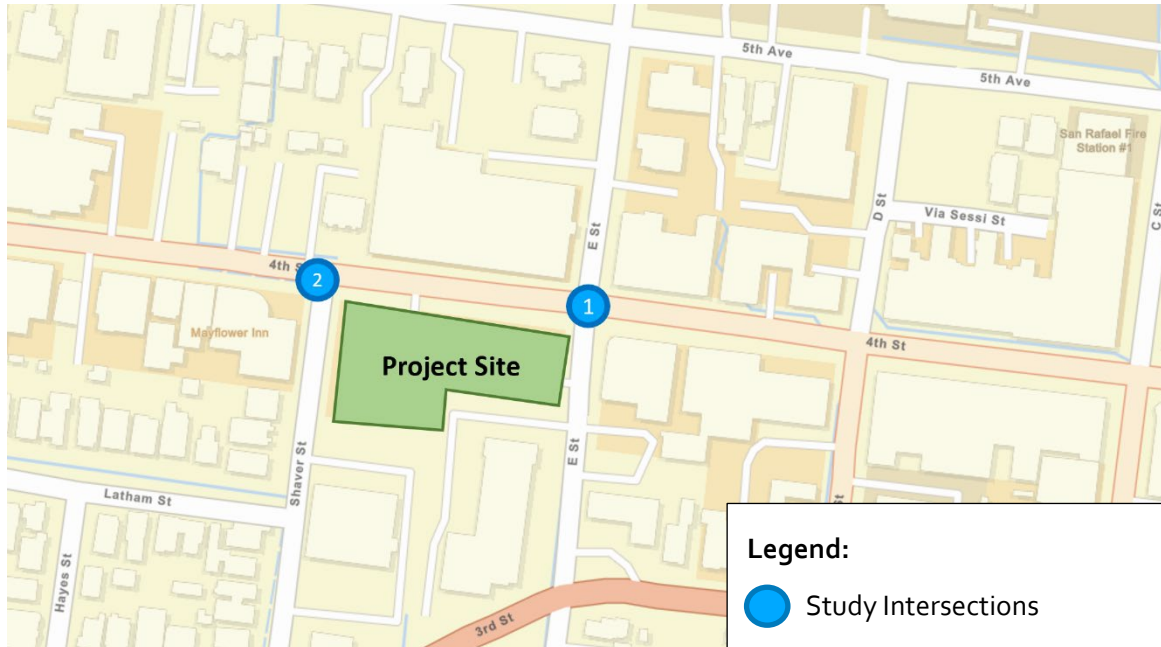 5th Ave
5th Ave
San Rafael Fire
Station #1
Via Sessi St
D St
C St
E St
4th S
2
1
Mayflower Inn
Project Site
4th St
E St
Shaver St
St
Latham St
Hayes St
3rd St
Legend:
Study Intersections